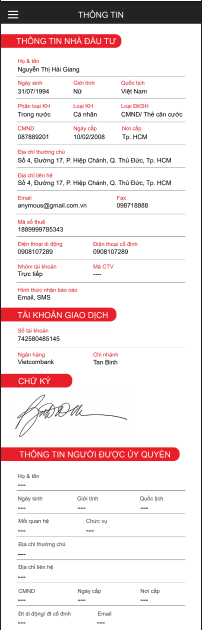 THÔNG TIN
THÔNG TIN NHÀ ĐẦU TƯ
Họ & tên
Nguyễn Thị Hải Giang
Ngày sinh Giới tính Quốc tịch
31/07/1994 Nữ Việt Nam
Phân loại KH Loại KH Loại ĐKSH
Trong nước Cá nhân CMND/ Thẻ căn cước
CMND Ngày cấp Nơi cấp
087889201 10/02/2008 Tp. HCM
Địa chỉ thường chú
Số 4, Đường 17, P. Hiệp Chánh, Q. Thủ Đức, Tp. HCM
Địa chỉ liên hệ
Số 4, Đường 17, P. Hiệp Chánh, Q. Thủ Đức, Tp. HCM
Email Fax
anymous@gmail.com.vn 098718888
Mã số thuế
1889999785343
Điện thoại di động Điện thoại cố định
0908107289 0908107289
Nhóm tài khoản Mã CTV
Trực tiếp ----
Hình thức nhận báo cáo
Email, SMS
TÀI KHOẢN GIAO DỊCH
Số tài khoản
742580485145
Ngân hàng Chi nhánh
Vietcombank Tan Binh
CHỮ KÝ
THÔNG TIN NGƯỜI ĐƯỢC ỦY QUYỀN
Họ & tên
---
Ngày sinh Giới tính Quốc tịch
--- --- ---
Mối quan hệ Chức vụ
--- ---
Địa chỉ thường chú
---
Địa chỉ liên hệ
---
CMND Ngày cấp Nơi cấp
--- --- ---
Đt di động/ đt cố định Email
--- ---